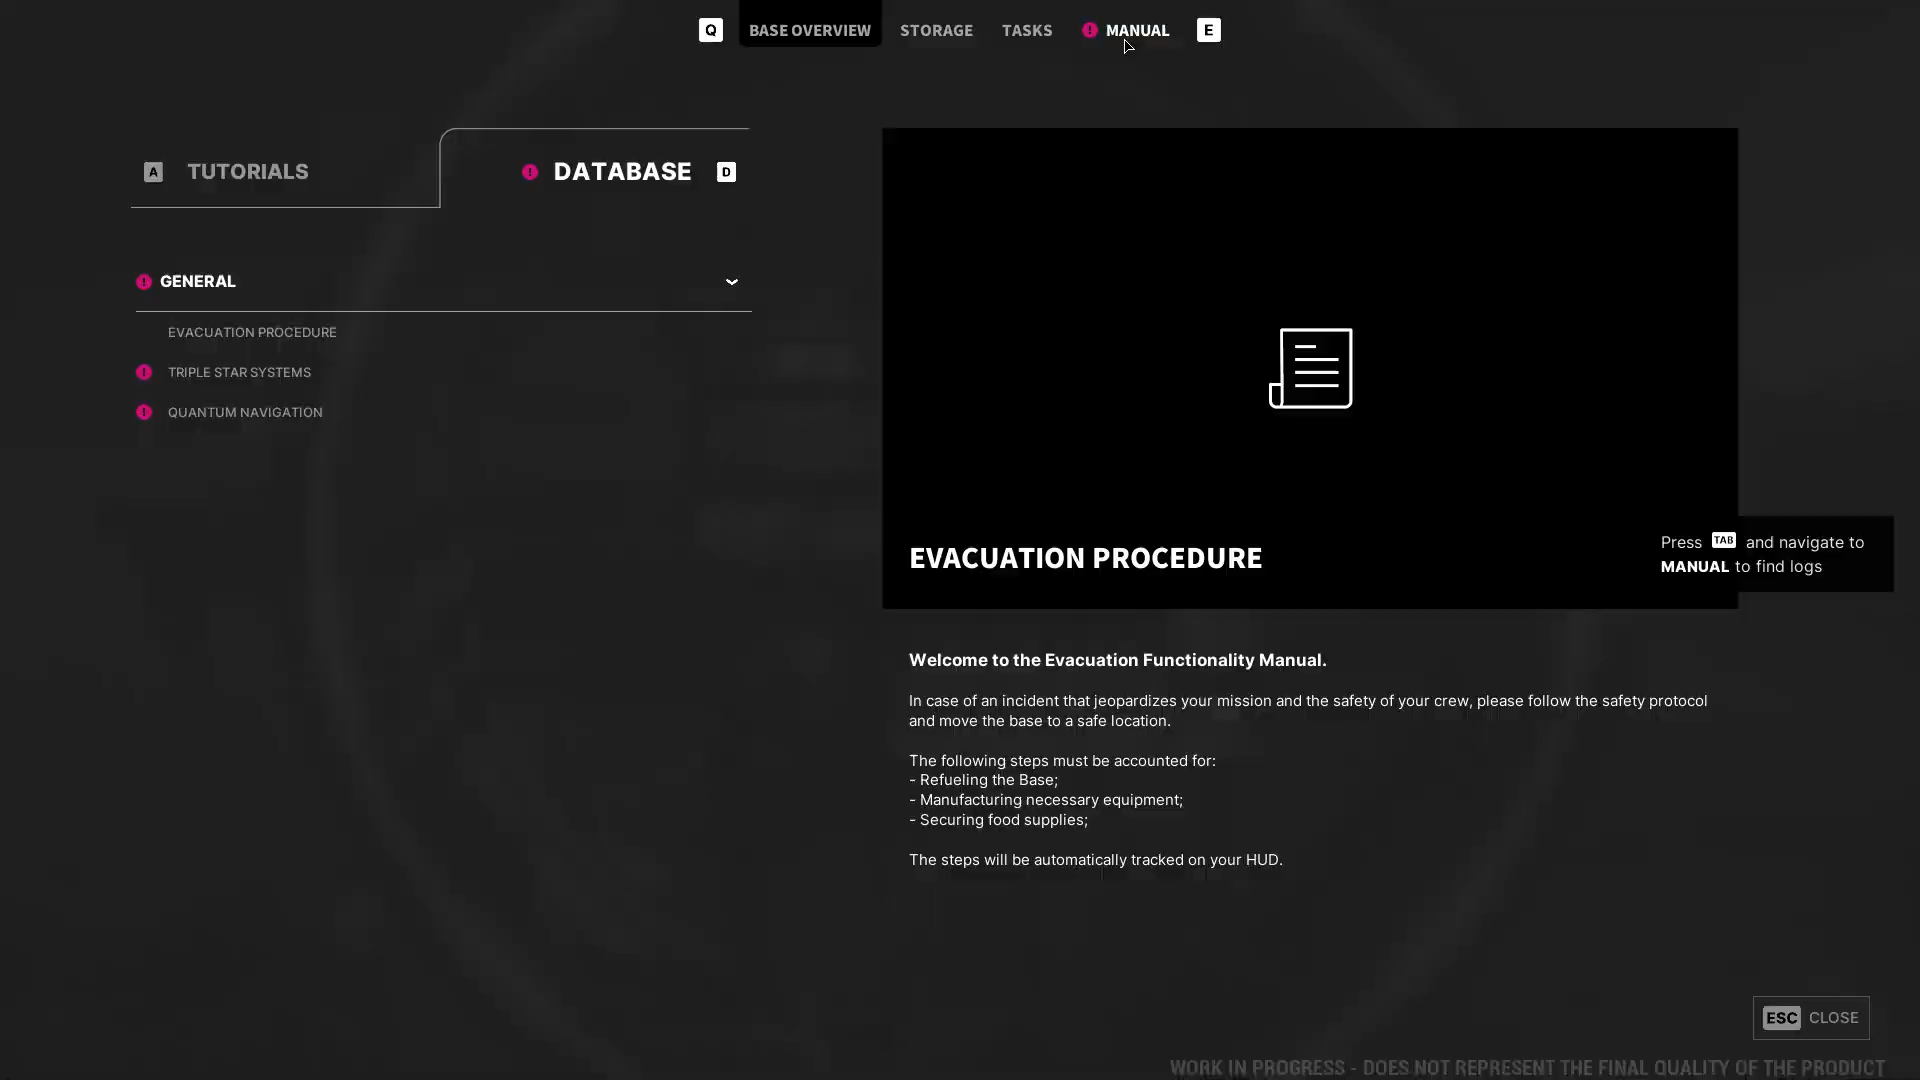 Q BASE OVERVIEW STORAGE TASKS ! MANUAL E
A TUTORIALS ! DATABASE D
! GENERAL
EVACUATION PROCEDURE
! TRIPLE STAR SYSTEMS
! QUANTUM NAVIGATION
EVACUATION PROCEDURE
Press TAB and navigate to
MANUAL to find logs
Welcome to the Evacuation Functionality Manual.
In case of an incident that jeopardizes your mission and the safety of your crew, please follow the safety protocol
and move the base to a safe location.
The following steps must be accounted for:
- Refueling the Base;
- Manufacturing necessary equipment;
- Securing food supplies;
The steps will be automatically tracked on your HUD.
ESC CLOSE
WORK IN PROGRESS - DOES NOT REPRESENT THE FINAL QUALITY OF THE PRODUCT